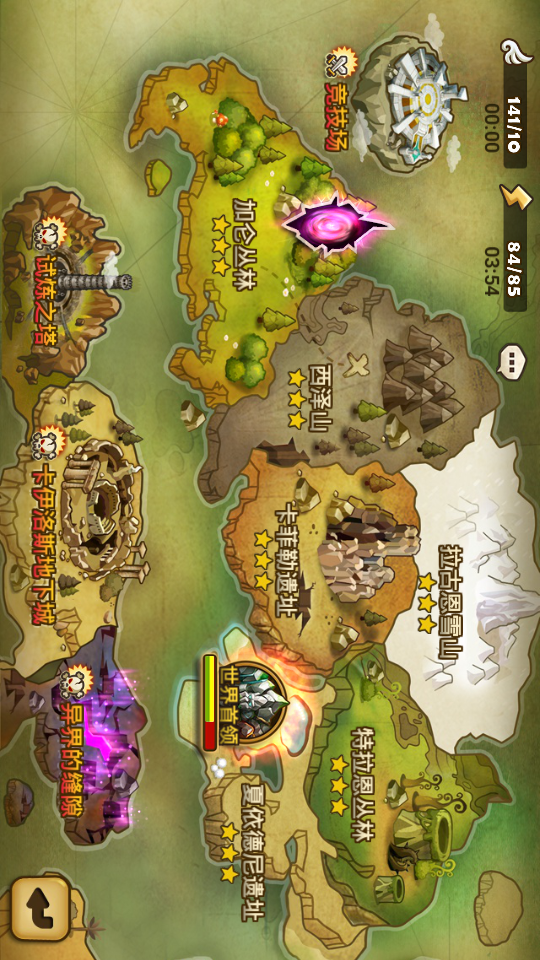 141/10
00:00
84/85
03:54
竞技场
加仑丛林
西泽山
拉古恩雪山
卡菲勒遗址
特拉恩丛林
世界首领
夏依德尼遗址
试炼之塔
卡伊洛斯地下城
异界的缝隙